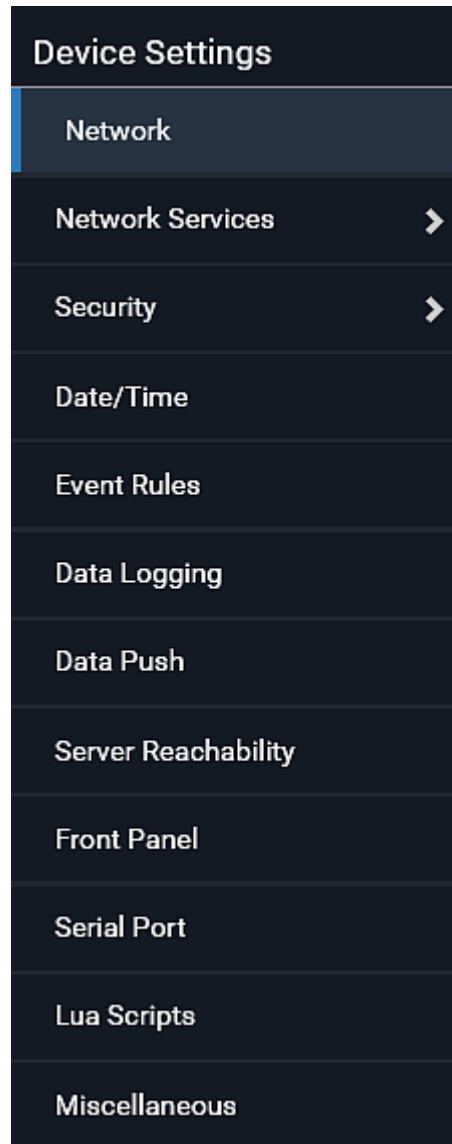 Device Settings
Network
Network Services
Security
Date/Time
Event Rules
Data Logging
Data Push
Server Reachability
Front Panel
Serial Port
Lua Scripts
Miscellaneous